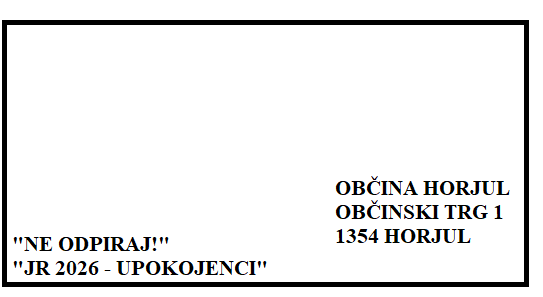 OBČINA HORJUL
OBČINSKI TRG 1
1354 HORJUL
"NE ODPIRAJ!"
"JR 2026 - UPOKOJENCI"